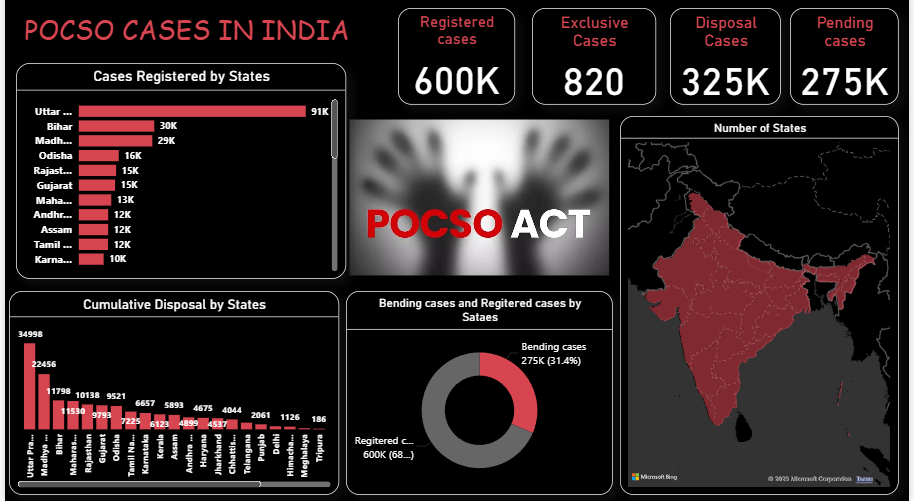 POCSO CASES IN INDIA
Registered
cases
600K
Exclusive
Cases
820
Disposal
Cases
325K
Pending
cases
275K
Cases Registered by States
Uttar ... 91K
Bihar 30K
Madh... 29K
Odisha 16K
Rajast... 15K
Gujarat 15K
Maha... 13K
Andhr... 12K
Assam 12K
Tamil ... 12K
Karna... 10K
POCSO ACT
Number of States
Microsoft Bing
© 2025 Microsoft Corporation Terms
Cumulative Disposal by States
34998
22456
11798
11530
10138
9793
9521
7225
6657
6123
5893
4899
4675
4537
4044
2061
1126
186
Uttar Pra...
Madhya ...
Bihar
Maharas...
Rajasthan
Gujarat
Odisha
Tamil Na...
Karnataka
Kerala
Assam
Andhra ...
Haryana
Jharkhand
Chhattis...
Telangana
Punjab
Delhi
Himacha...
Meghalaya
Tripura
Bending cases and Regitered cases by
Sataes
Bending cases
275K (31.4%)
Regitered c...
600K (68...)